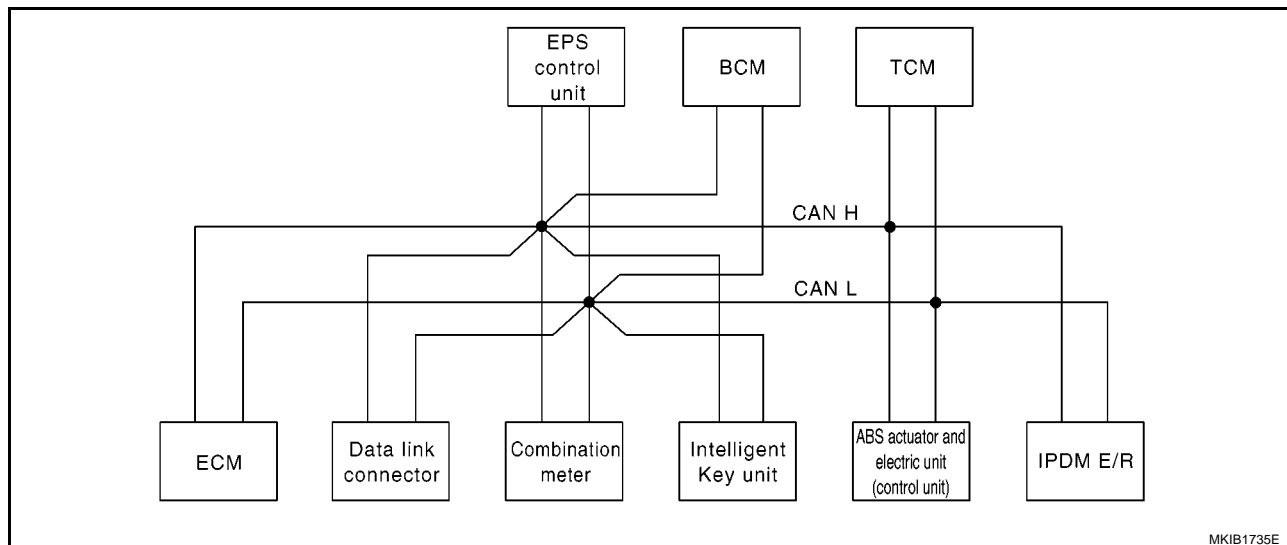 EPS
control
unit
BCM
TCM
CAN H
CAN L
ECM
Data link
connector
Combination
meter
Intelligent
Key unit
ABS actuator and
electric unit
(control unit)
IPDM E/R
MKIB1735E